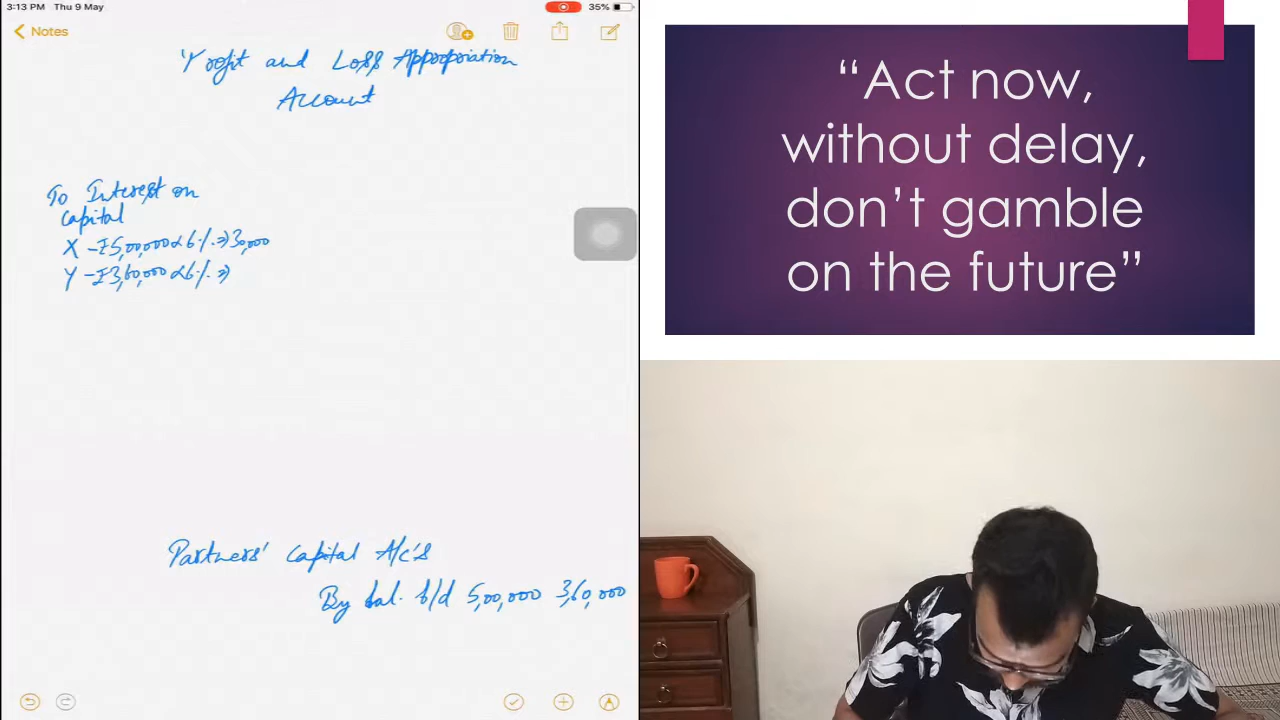 3:13 PM Thu 9 May
35%
Notes
Profit and Loss Appropriation
Account
To Interest on
capital
X - ₹5,00,000 x 6% => 30,000
Y - ₹3,60,000 x 6% =>
Partners' Capital A/c's
By bal. b/d 5,00,000 3,60,000
“Act now,
without delay,
don’t gamble
on the future”